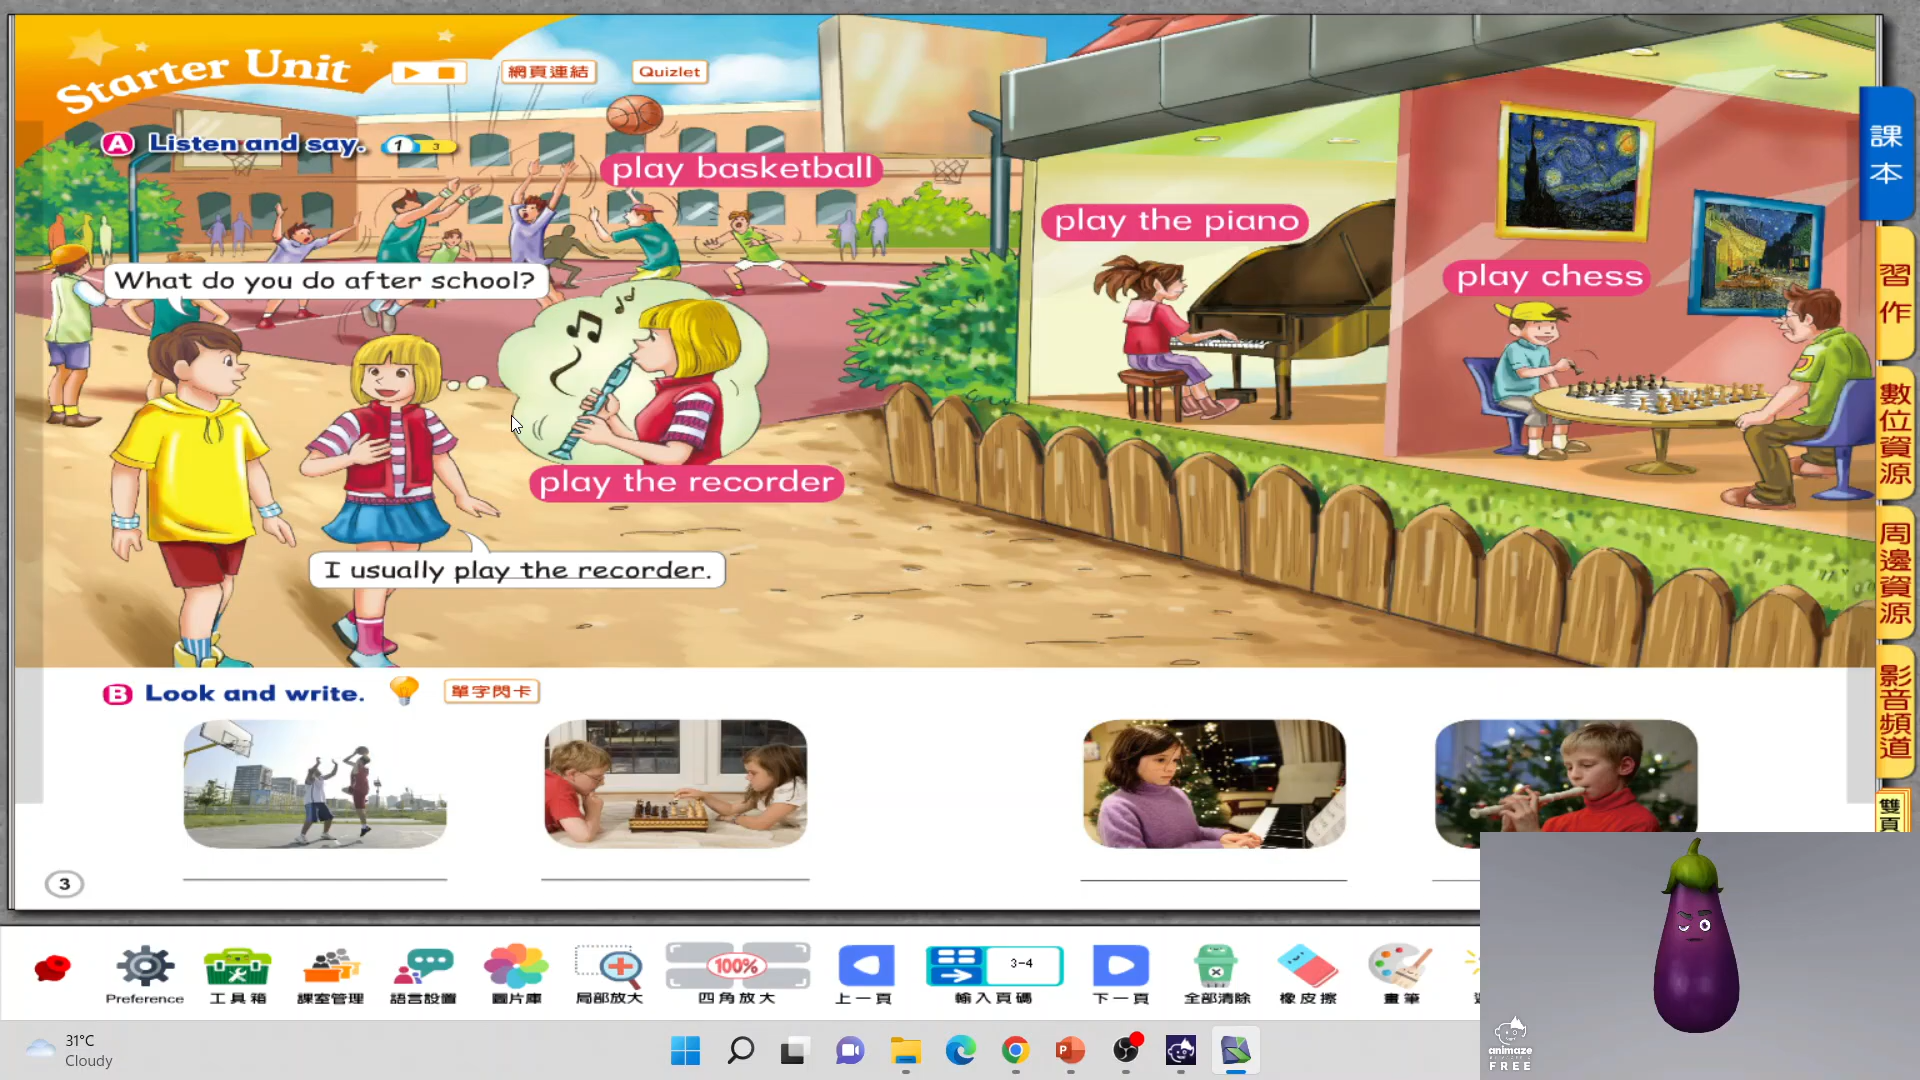 Starter Unit
網頁連結
Quizlet
A Listen and say. 1 3
play basketball
play the piano
play chess
What do you do after school?
play the recorder
I usually play the recorder.
B Look and write.
單字閃卡
3
課本
習作
數位資源
周邊資源
影音頻道
雙頁
Preference
工具箱
課室管理
語言設置
圖片庫
局部放大
100%
四角放大
上一頁
3-4
輸入頁碼
下一頁
全部清除
橡皮擦
畫筆
31°C
Cloudy
animaze
FREE